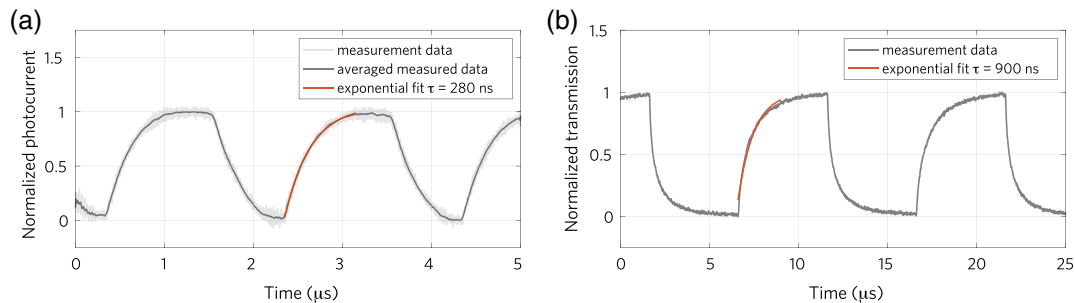 (a)
Normalized photocurrent
1.5
1
0.5
0
measurement data
averaged measured data
exponential fit τ = 280 ns
0 1 2 3 4 5
Time (μs)
(b)
Normalized transmission
1.5
1
0.5
0
measurement data
exponential fit τ = 900 ns
0 5 10 15 20 25
Time (μs)